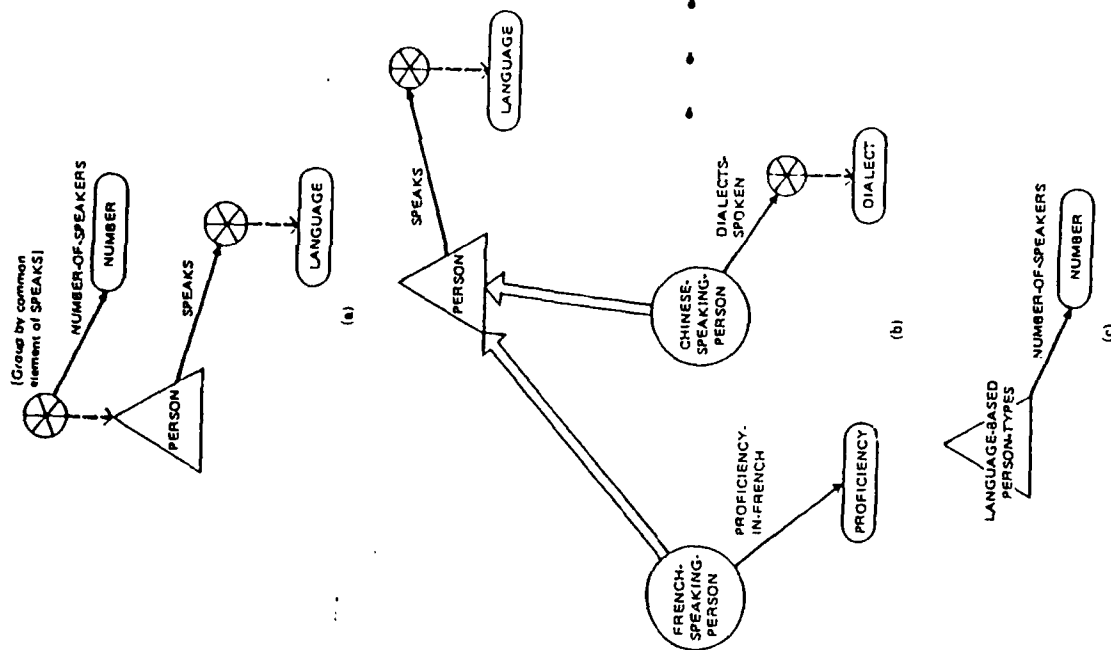 [Group by common
element of SPEAKS]
NUMBER-OF-SPEAKERS
NUMBER
PERSON
SPEAKS
LANGUAGE
(a)
SPEAKS
LANGUAGE
PERSON
CHINESE-
SPEAKING-
PERSON
DIALECTS-
SPOKEN
DIALECT
FRENCH-
SPEAKING-
PERSON
PROFICIENCY-
IN-FRENCH
PROFICIENCY
(b)
LANGUAGE-BASED
PERSON-TYPES
NUMBER-OF-SPEAKERS
NUMBER
(c)